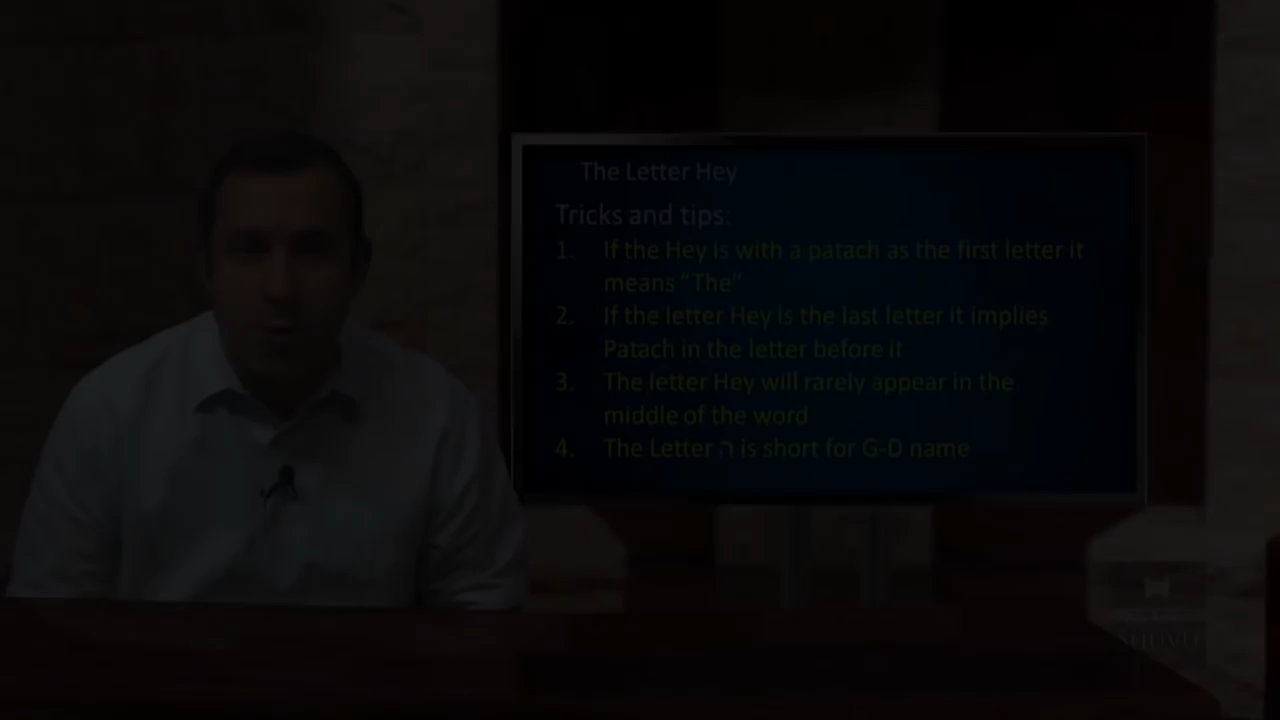 The Letter Hey
Tricks and tips:
1. If the Hey is with a patach as the first letter it
means “The”
2. If the letter Hey is the last letter it implies
Patach in the letter before it
3. The letter Hey will rarely appear in the
middle of the word
4. The Letter ה is short for G-D name